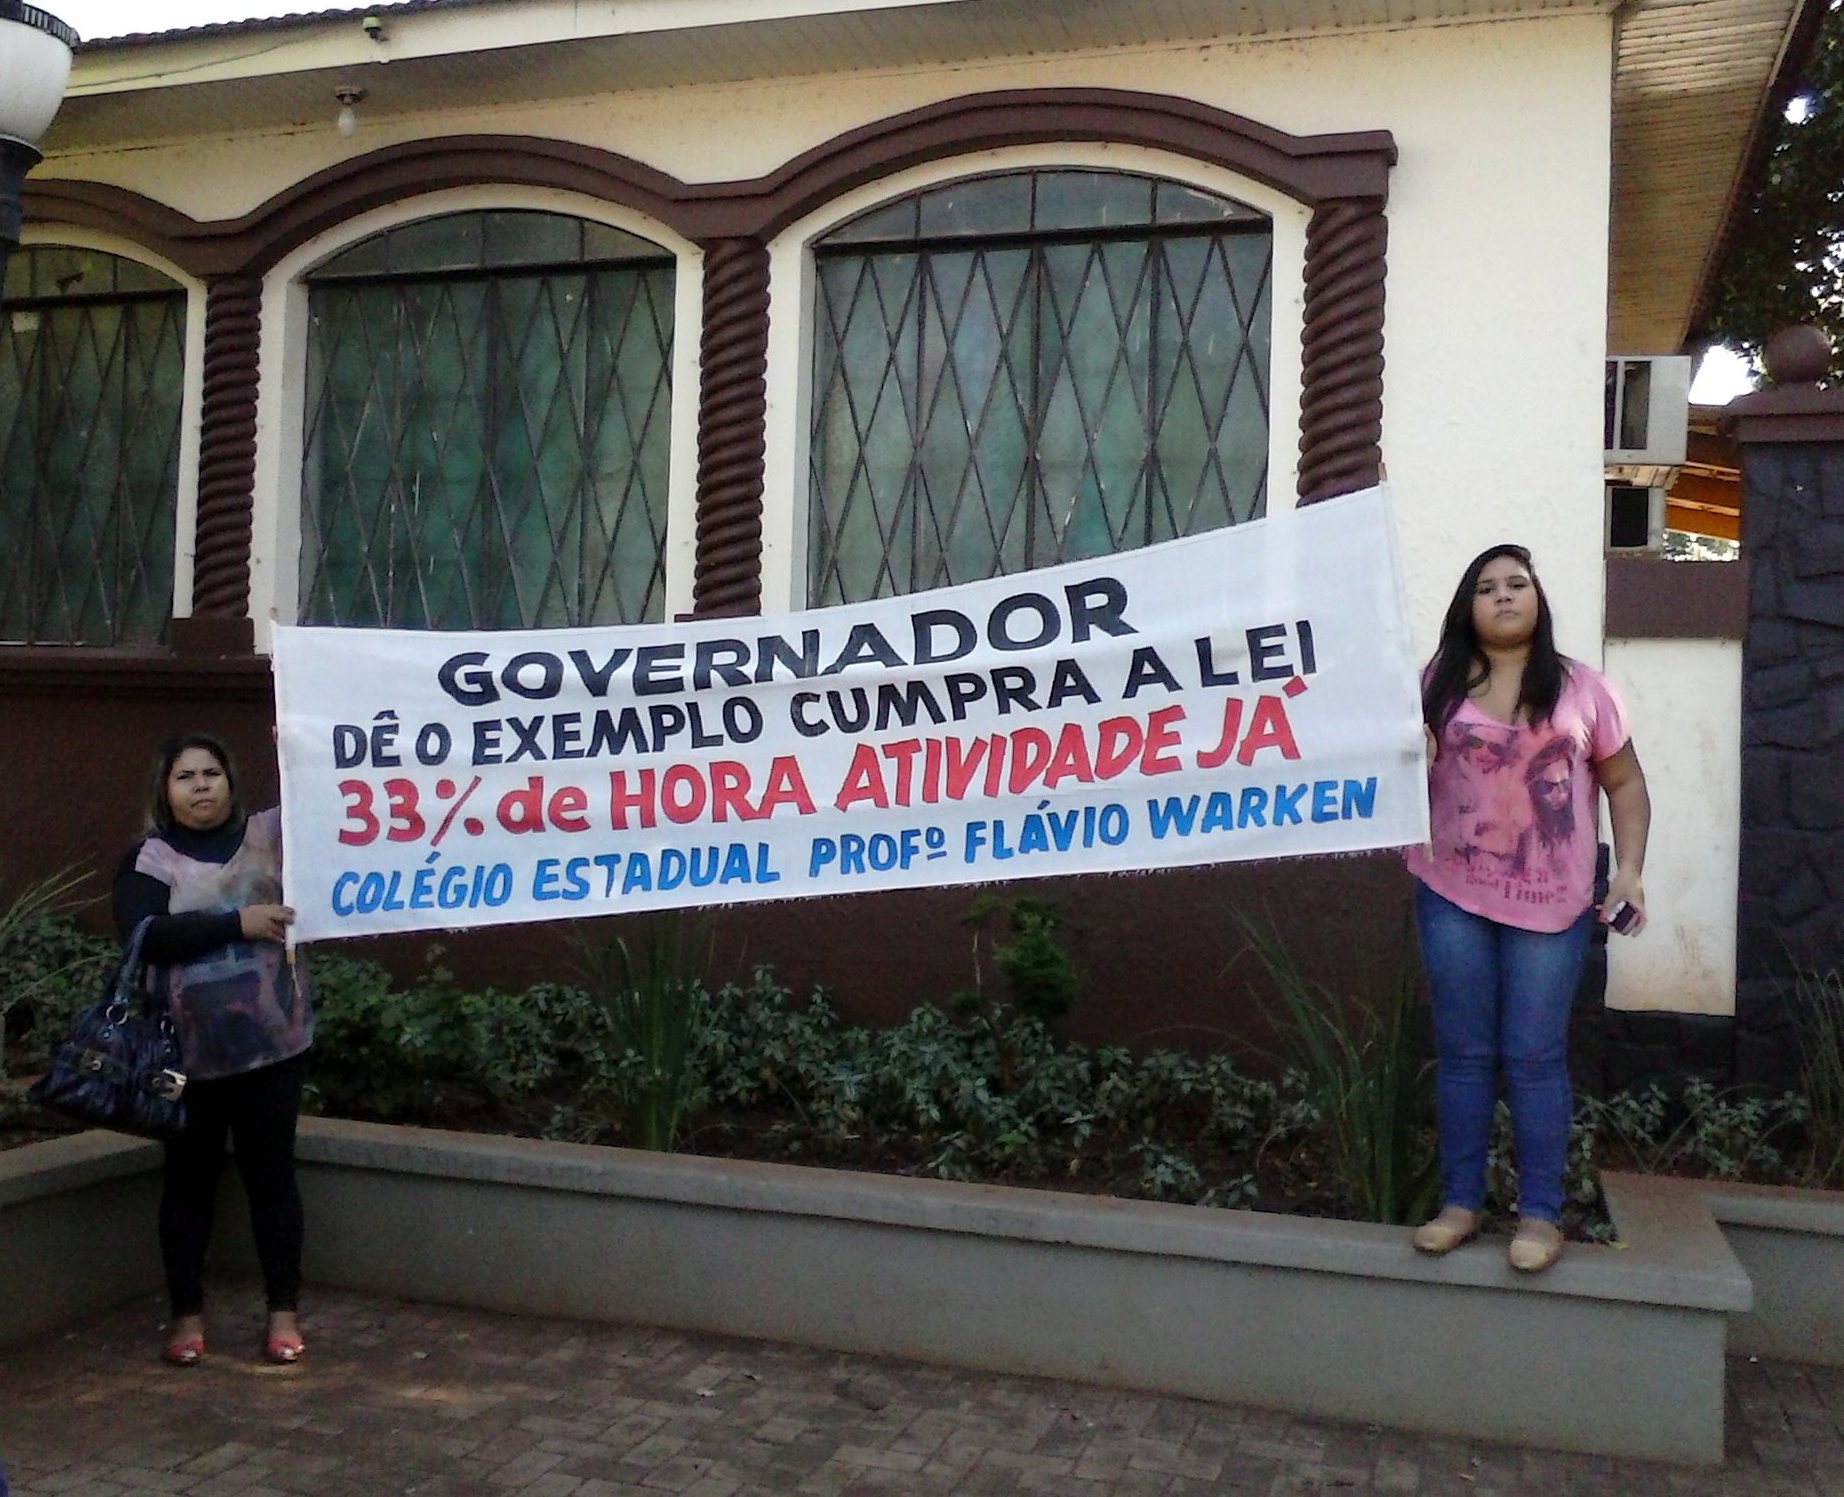 GOVERNADOR
DÊ O EXEMPLO CUMPRA A LEI
33% de HORA ATIVIDADE JÁ
COLÉGIO ESTADUAL PROFº FLÁVIO WARKEN